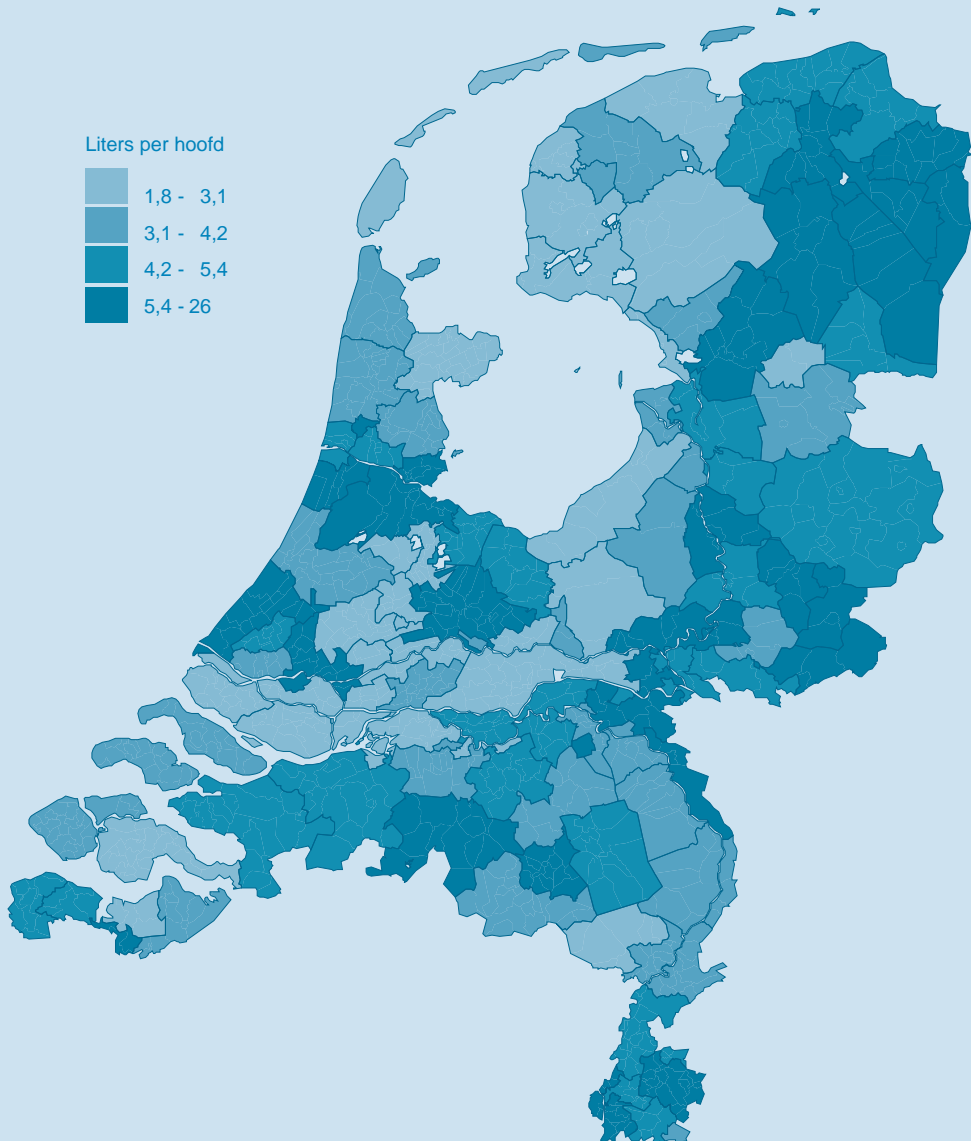 Liters per hoofd
1,8 - 3,1
3,1 - 4,2
4,2 - 5,4
5,4 - 26